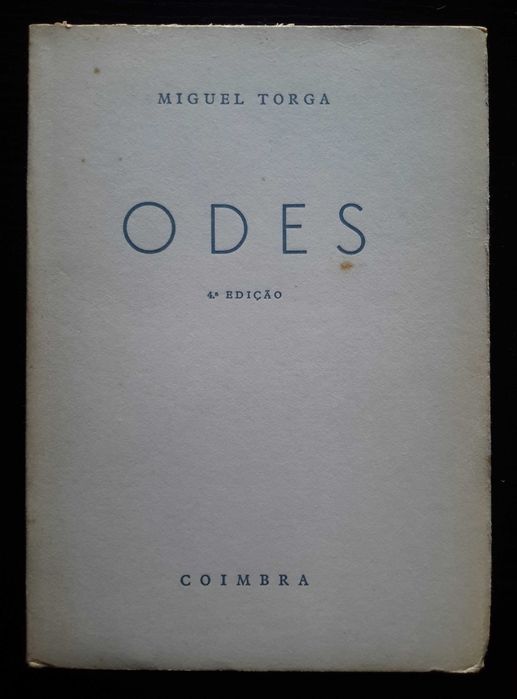 MIGUEL TORGA
ODES
4.ª EDIÇÃO
COIMBRA